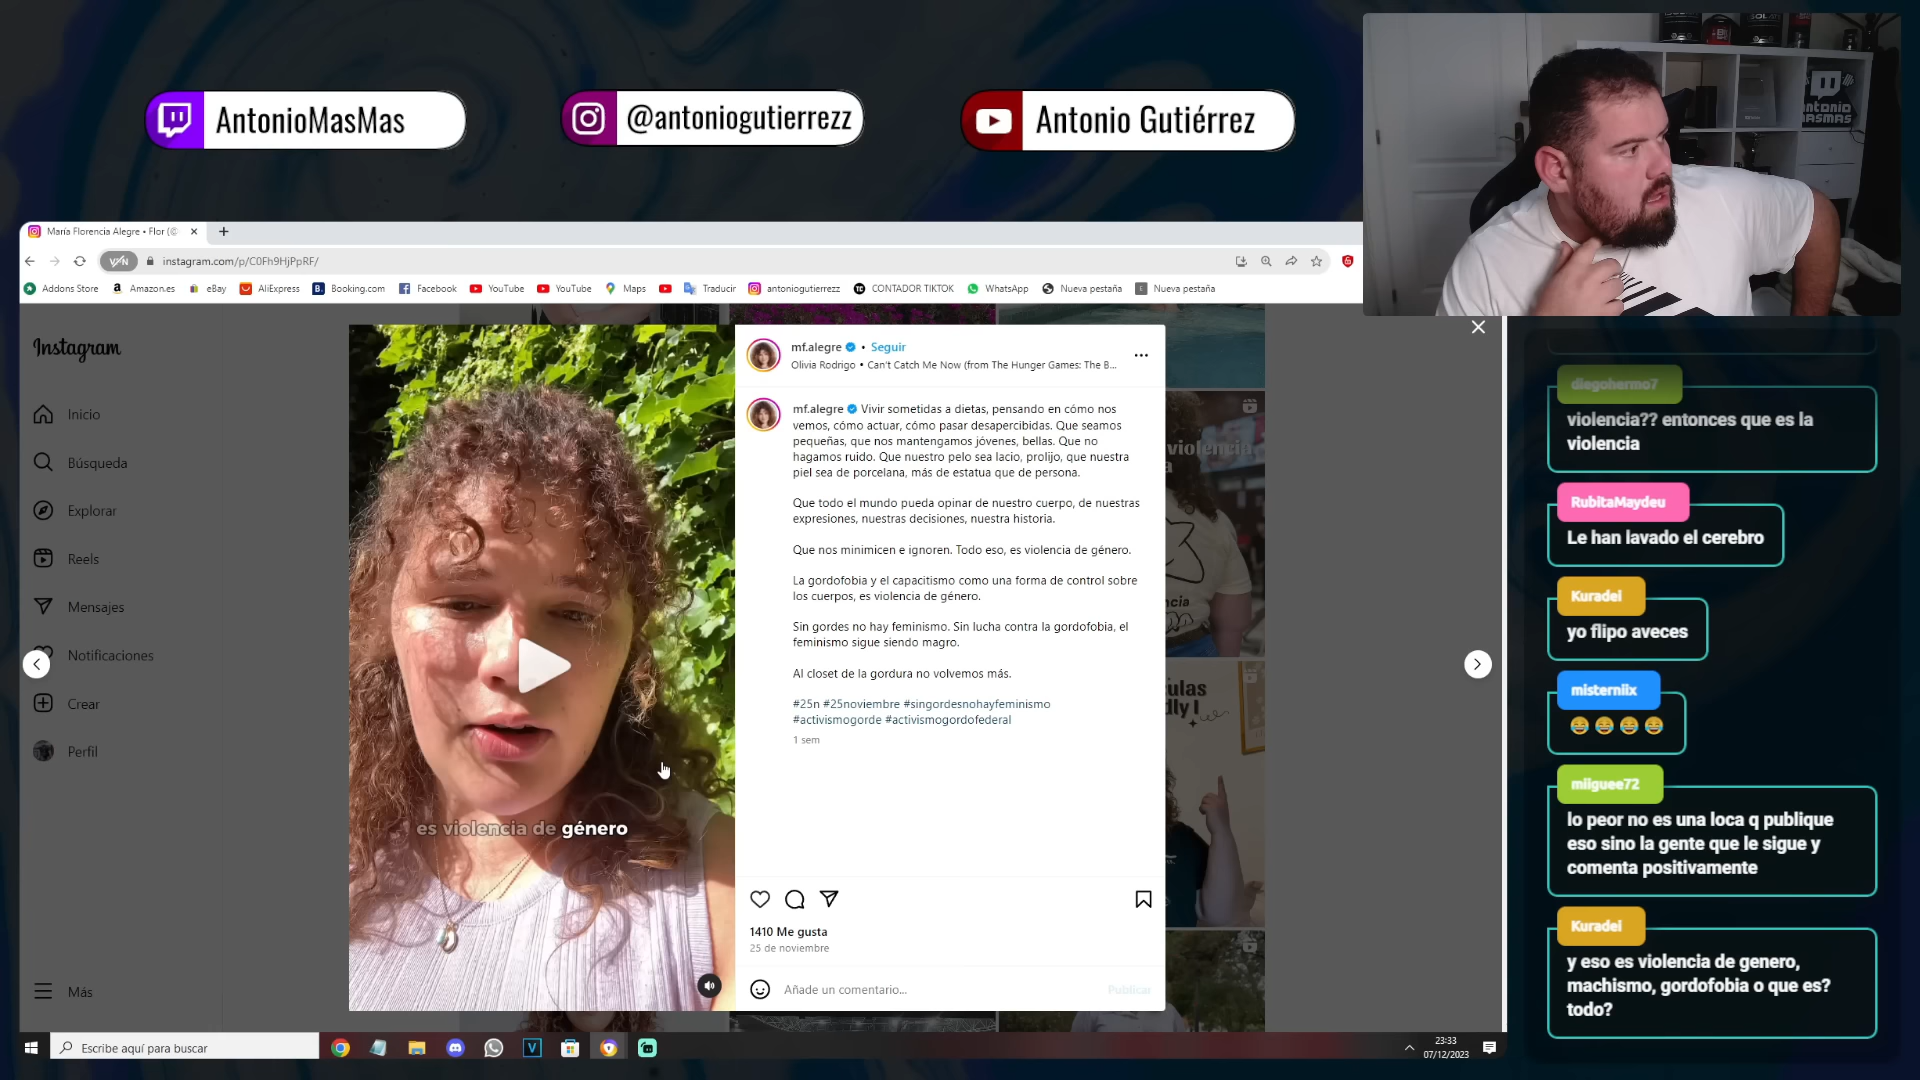 AntonioMasMas
@antoniogutierrezz
Antonio Gutiérrez
antonio
MASMAS
María Florencia Alegre • Flor (@
VPN
instagram.com/p/C0Fh9HjPpRF/
Addons Store
Amazon.es
eBay
AliExpress
Booking.com
Facebook
YouTube
YouTube
Maps
Traducir
antoniogutierrezz
CONTADOR TIKTOK
WhatsApp
Nueva pestaña
Nueva pestaña
Instagram
Inicio
Búsqueda
Explorar
Reels
Mensajes
Notificaciones
Crear
Perfil
Más
es violencia de género
mf.alegre • Seguir
Olivia Rodrigo • Can't Catch Me Now (from The Hunger Games: The B...
mf.alegre Vivir sometidas a dietas, pensando en cómo nos
vemos, cómo actuar, cómo pasar desapercibidas. Que seamos
pequeñas, que nos mantengamos jóvenes, bellas. Que no
hagamos ruido. Que nuestro pelo sea lacio, prolijo, que nuestra
piel sea de porcelana, más de estatua que de persona.
Que todo el mundo pueda opinar de nuestro cuerpo, de nuestras
expresiones, nuestras decisiones, nuestra historia.
Que nos minimicen e ignoren. Todo eso, es violencia de género.
La gordofobia y el capacitismo como una forma de control sobre
los cuerpos, es violencia de género.
Sin gordes no hay feminismo. Sin lucha contra la gordofobia, el
feminismo sigue siendo magro.
Al closet de la gordura no volvemos más.
#25n #25noviembre #singordesnohayfeminismo
#activismogorde #activismogordofederal
1 sem
1410 Me gusta
25 de noviembre
Añade un comentario...
Publicar
violencia
diegohermo7
violencia?? entonces que es la
violencia
RubitaMaydeu
Le han lavado el cerebro
Kuradel
yo flipo aveces
misterniix
😂 😂 😂 😂
miiguee72
lo peor no es una loca q publique
eso sino la gente que le sigue y
comenta positivamente
Kuradel
y eso es violencia de genero,
machismo, gordofobia o que es?
todo?
Escribe aquí para buscar
23:33
07/12/2023